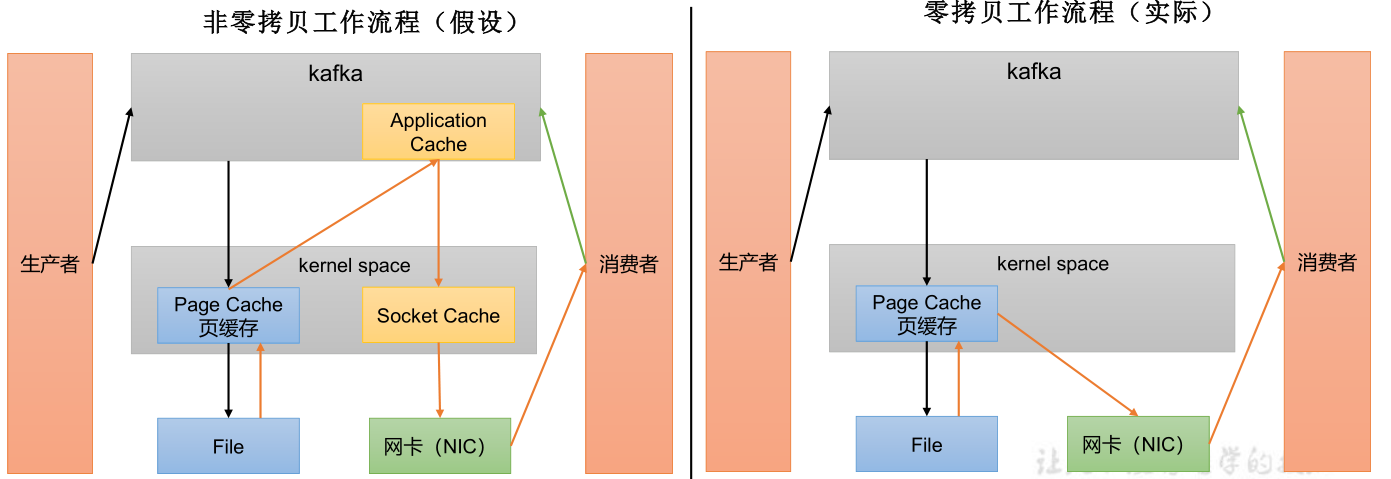 非零拷贝工作流程（假设）
kafka
Application
Cache
生产者
kernel space
Page Cache
页缓存
Socket Cache
消费者
File
网卡（NIC）
零拷贝工作流程（实际）
kafka
生产者
kernel space
Page Cache
页缓存
消费者
File
网卡（NIC）